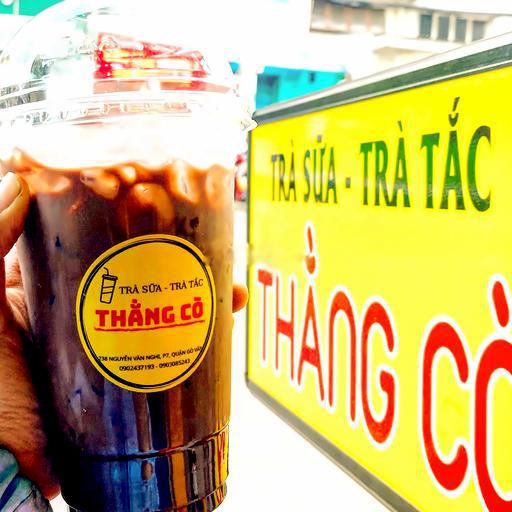 TRÀ SỮA - TRÀ TẮC
THẰNG CÒ
238 NGUYỄN VĂN NGHI, P7, QUẬN GÒ VẤP
0902437193 - 0903085243
TRÀ SỮA - TRÀ TẮC
THẰNG CÒ